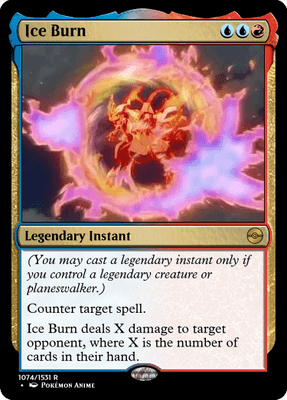 Ice Burn
Legendary Instant
(You may cast a legendary instant only if
you control a legendary creature or
planeswalker.)
Counter target spell.
Ice Burn deals X damage to target
opponent, where X is the number of
cards in their hand.
1074/1531 R
• Pokémon Anime